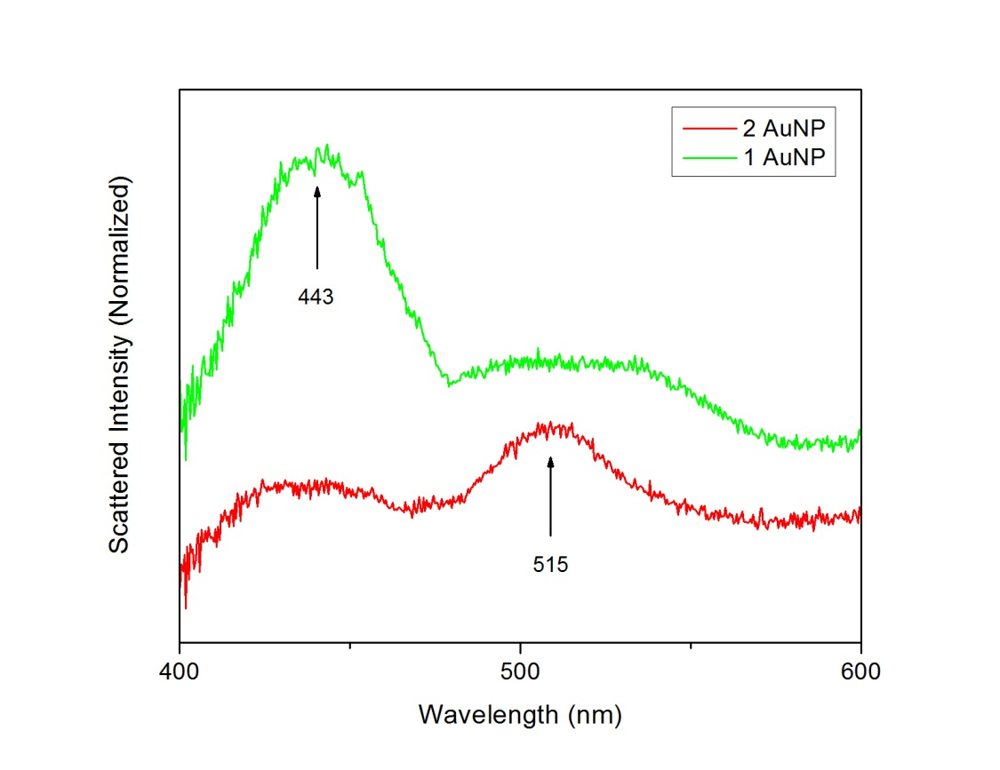 2 AuNP
1 AuNP
443
515
400
500
600
Wavelength (nm)
Scattered Intensity (Normalized)